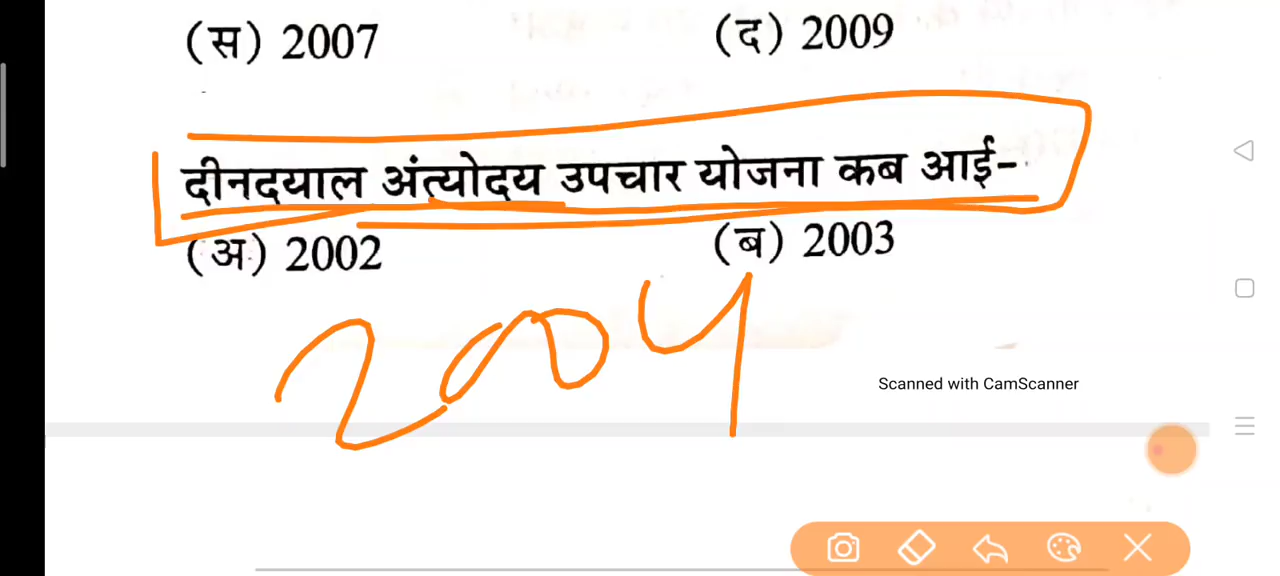 (स) 2007 (द) 2009
दीनदयाल अंत्योदय उपचार योजना कब आई-
(अ) 2002 (ब) 2003
2004
Scanned with CamScanner